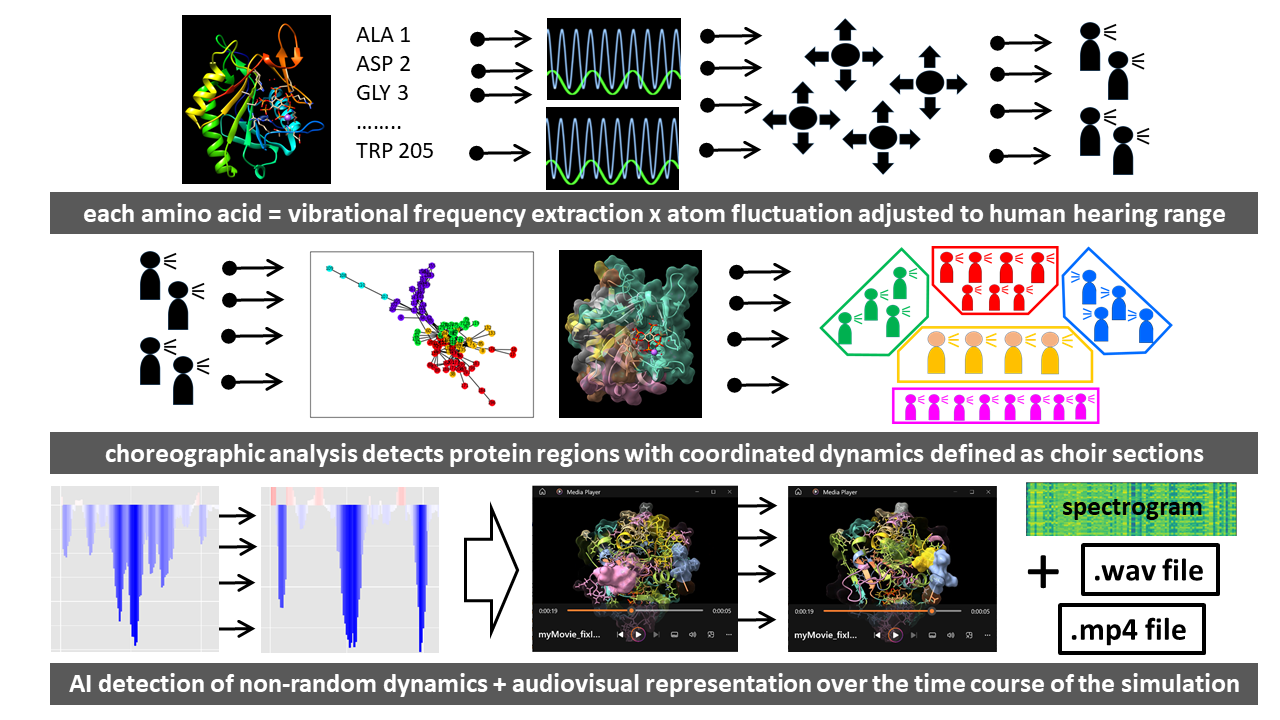 ALA 1
ASP 2
GLY 3
........
TRP 205
each amino acid = vibrational frequency extraction x atom fluctuation adjusted to human hearing range
choreographic analysis detects protein regions with coordinated dynamics defined as choir sections
Media Player
0:00:19
0:00:05
myMovie_fixI...
Media Player
0:00:19
0:00:05
myMovie_fixI...
spectrogram
+
.wav file
.mp4 file
AI detection of non-random dynamics + audiovisual representation over the time course of the simulation